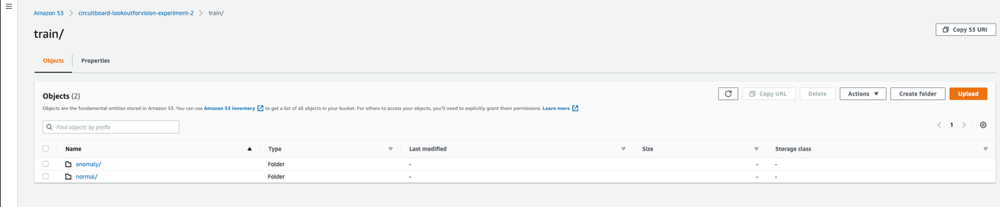 Amazon S3 > circuitboard-lookoutforvision-experiment-2 > train/
train/
Copy S3 URI
Objects Properties
Objects (2)
Copy URL Delete Actions ▼ Create folder Upload
Objects are the fundamental entities stored in Amazon S3. You can use Amazon S3 inventory to get a list of all objects in your bucket. For others to access your objects, you'll need to explicitly grant them permissions. Learn more
Find objects by prefix
< 1 >
Name Type Last modified Size Storage class
anomaly/ Folder - - -
normal/ Folder - - -